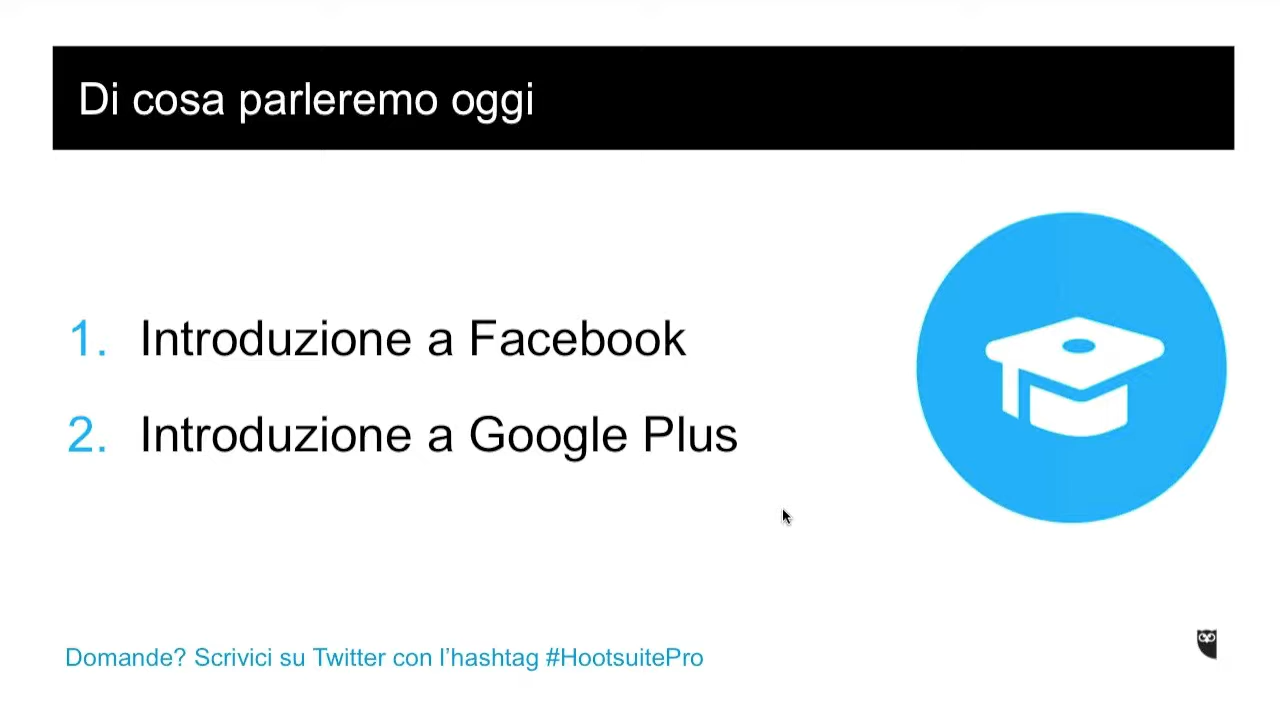 Di cosa parleremo oggi
1. Introduzione a Facebook
2. Introduzione a Google Plus
Domande? Scrivici su Twitter con l’hashtag #HootsuitePro